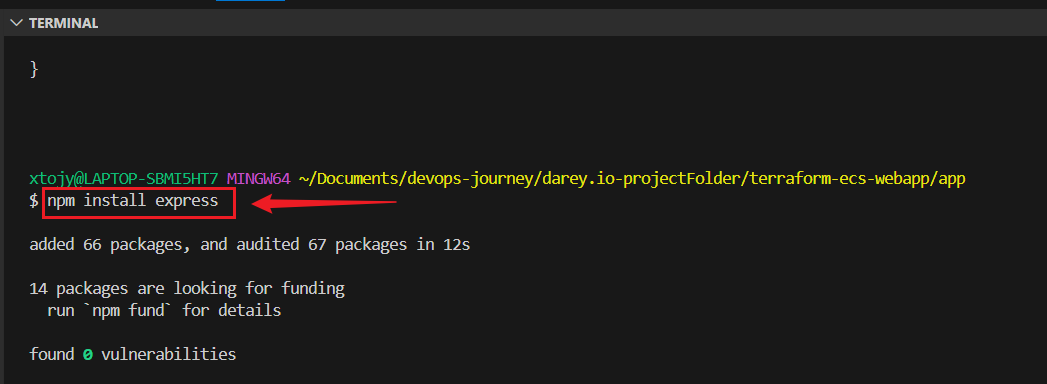 TERMINAL
}
xtojy@LAPTOP-SBMI5HT7 MINGW64 ~/Documents/devops-journey/darey.io-projectFolder/terraform-ecs-webapp/app
$ npm install express
added 66 packages, and audited 67 packages in 12s
14 packages are looking for funding
  run `npm fund` for details
found 0 vulnerabilities